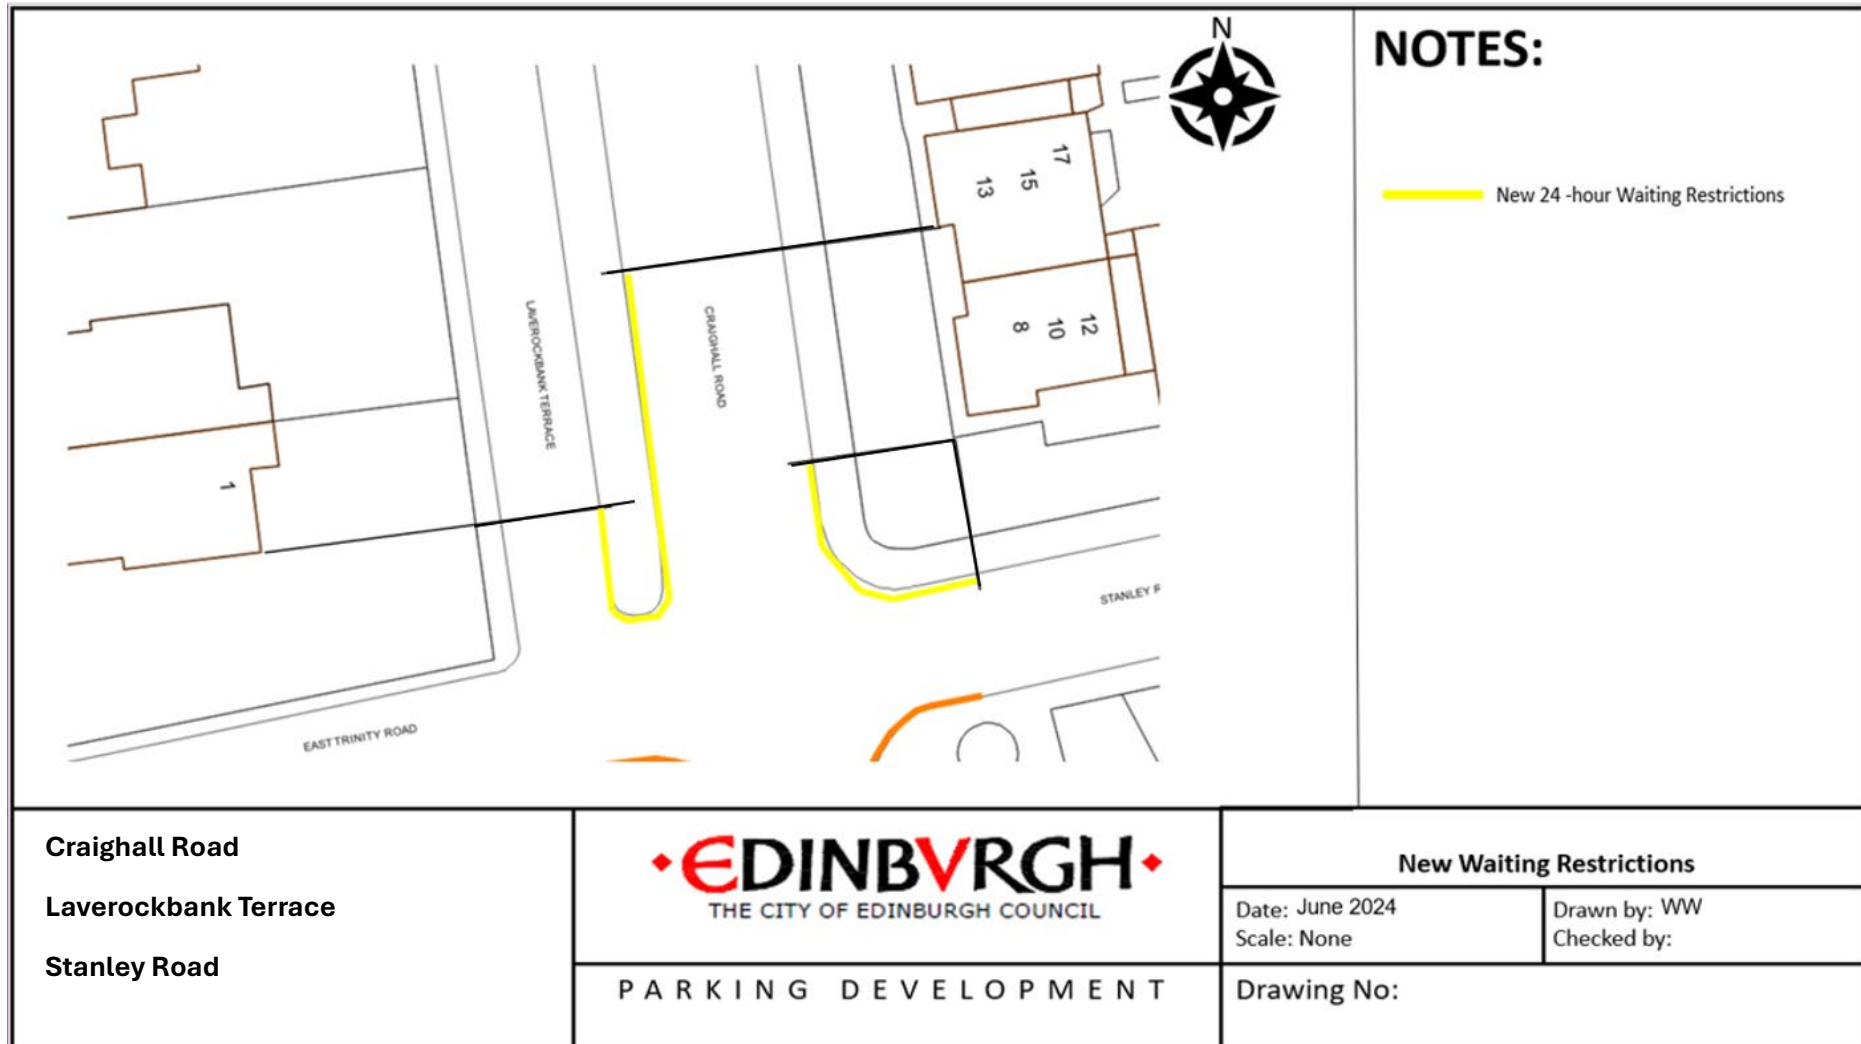 N
NOTES:
New 24 -hour Waiting Restrictions
17
15
13
12
10
8
LAVEROCKBANK TERRACE
CRAIGHALL ROAD
1
STANLEY R
EAST TRINITY ROAD
Craighall Road
Laverockbank Terrace
Stanley Road
EDINBVRGH
THE CITY OF EDINBURGH COUNCIL
PARKING DEVELOPMENT
New Waiting Restrictions
Date: June 2024
Scale: None
Drawn by: WW
Checked by:
Drawing No: